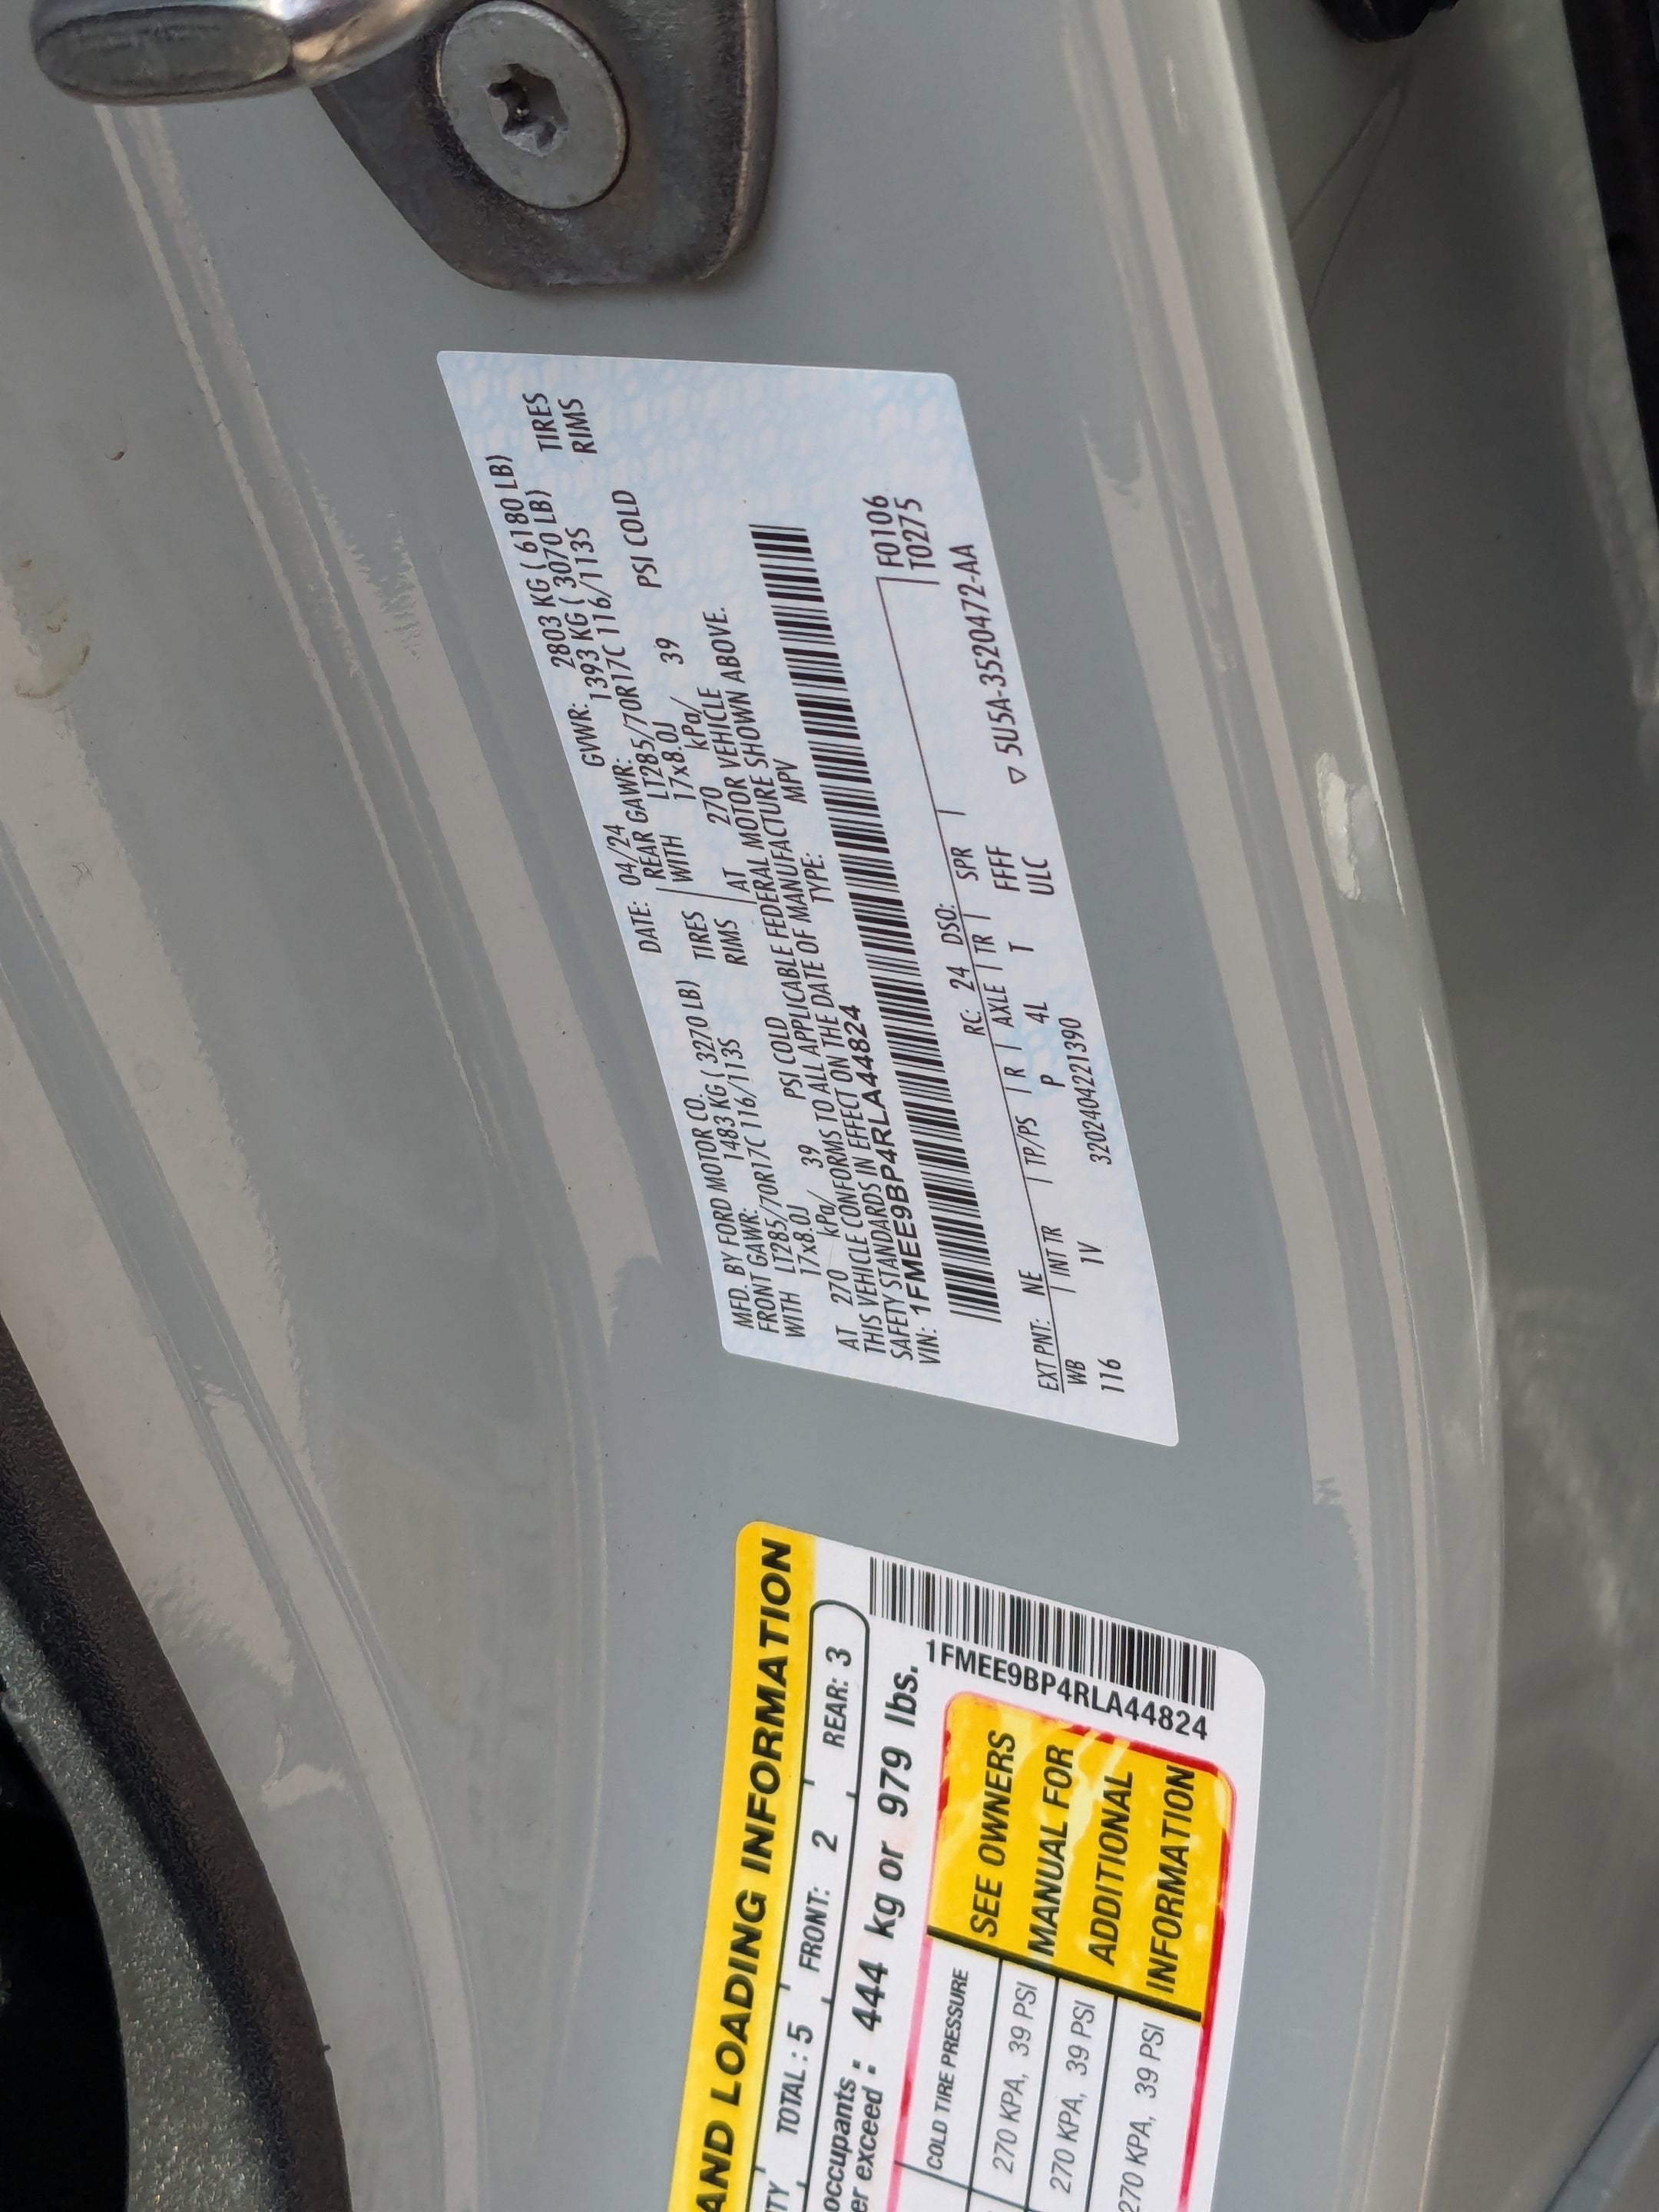 MFD. BY FORD MOTOR CO.
DATE: 04/24 GVWR: 2803 KG ( 6180 LB)
FRONT GAWR: 1483 KG ( 3270 LB) REAR GAWR: 1393 KG ( 3070 LB)
LT285/70R17C 116/113S TIRES LT285/70R17C 116/113S TIRES
WITH 17x8.0J RIMS WITH 17x8.0J RIMS
AT 270 kPa/ 39 PSI COLD AT 270 kPa/ 39 PSI COLD
THIS VEHICLE CONFORMS TO ALL APPLICABLE FEDERAL MOTOR VEHICLE
SAFETY STANDARDS IN EFFECT ON THE DATE OF MANUFACTURE SHOWN ABOVE.
VIN: 1FMEE9BP4RLA44824 TYPE: MPV
F0106
T0275
EXT PNT: NE RC: 24 DSO:
WB INT TR TP/PS R AXLE TR SPR
116 1V P 4L T FFFF
3202404221390 ULC
▽ 5U5A-3520472-AA
AND LOADING INFORMATION
TOTAL : 5 FRONT: 2 REAR: 3
occupants
exceed : 444 kg or 979 lbs.
1FMEE9BP4RLA44824
COLD TIRE PRESSURE
270 KPA, 39 PSI
270 KPA, 39 PSI
270 KPA, 39 PSI
SEE OWNERS
MANUAL FOR
ADDITIONAL
INFORMATION